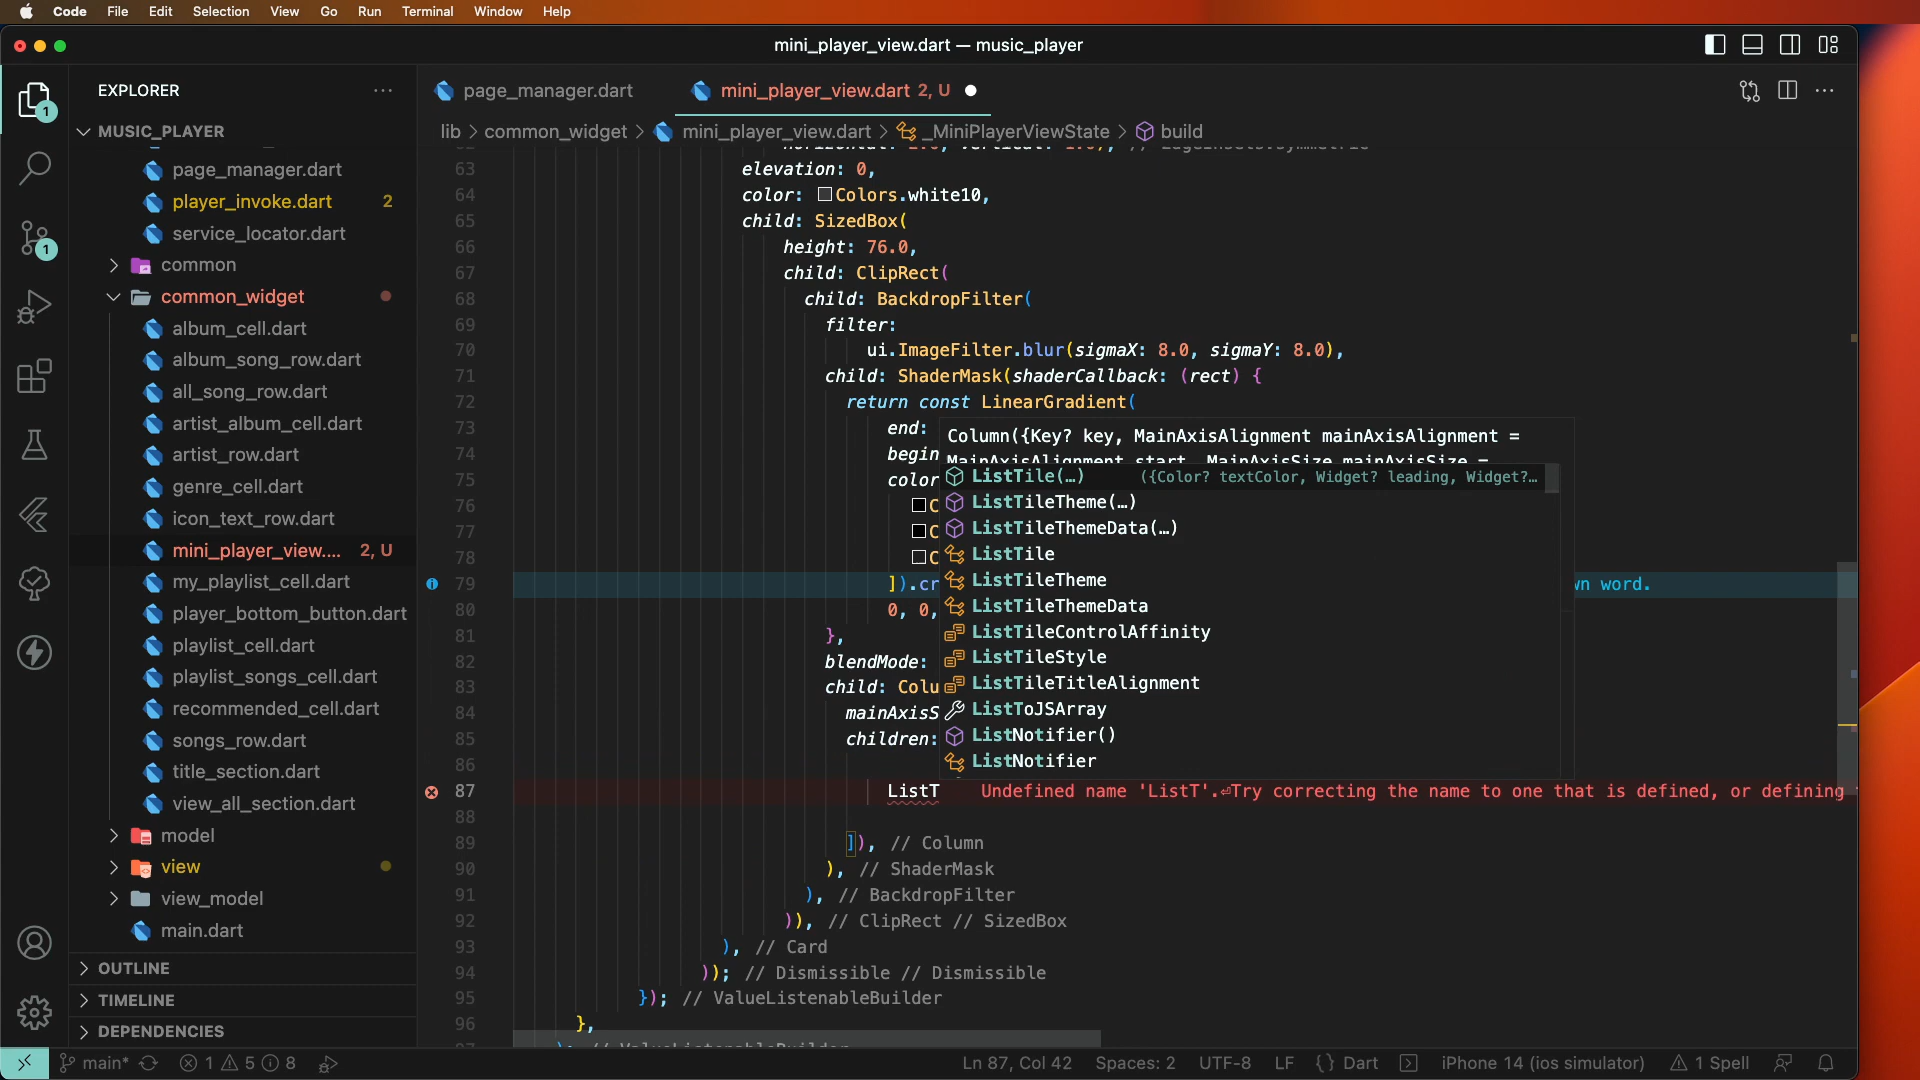 Code File Edit Selection View Go Run Terminal Window Help
mini_player_view.dart — music_player
EXPLORER
MUSIC_PLAYER
page_manager.dart
player_invoke.dart 2
service_locator.dart
common
common_widget
album_cell.dart
album_song_row.dart
all_song_row.dart
artist_album_cell.dart
artist_row.dart
genre_cell.dart
icon_text_row.dart
mini_player_view.... 2, U
my_playlist_cell.dart
player_bottom_button.dart
playlist_cell.dart
playlist_songs_cell.dart
recommended_cell.dart
songs_row.dart
title_section.dart
view_all_section.dart
model
view
view_model
main.dart
OUTLINE
TIMELINE
DEPENDENCIES
1
1
page_manager.dart
mini_player_view.dart 2, U
lib > common_widget > mini_player_view.dart > _MiniPlayerViewState > build
63 elevation: 0,
64 color: Colors.white10,
65 child: SizedBox(
66 height: 76.0,
67 child: ClipRect(
68 child: BackdropFilter(
69 filter:
70 ui.ImageFilter.blur(sigmaX: 8.0, sigmaY: 8.0),
71 child: ShaderMask(shaderCallback: (rect) {
72 return const LinearGradient(
73 end:
74 begin
75 color
76 C
77 C
78 C
79 ]).cr wn word.
80 0, 0,
81 },
82 blendMode:
83 child: Colu
84 mainAxisS
85 children:
86
87 ListT Undefined name 'ListT'.⏎Try correcting the name to one that is defined, or defining
88
89 ]), // Column
90 ), // ShaderMask
91 ), // BackdropFilter
92 )), // ClipRect // SizedBox
93 ), // Card
94 )); // Dismissible // Dismissible
95 }); // ValueListenableBuilder
96 },
Column({Key? key, MainAxisAlignment mainAxisAlignment =
MainAxisAlignment.start, MainAxisSize mainAxisSize =
ListTile(…) ({Color? textColor, Widget? leading, Widget?…
ListTileTheme(…)
ListTileThemeData(…)
ListTile
ListTileTheme
ListTileThemeData
ListTileControlAffinity
ListTileStyle
ListTileTitleAlignment
ListToJSArray
ListNotifier()
ListNotifier
main* 1 5 8 Ln 87, Col 42 Spaces: 2 UTF-8 LF {} Dart iPhone 14 (ios simulator) 1 Spell